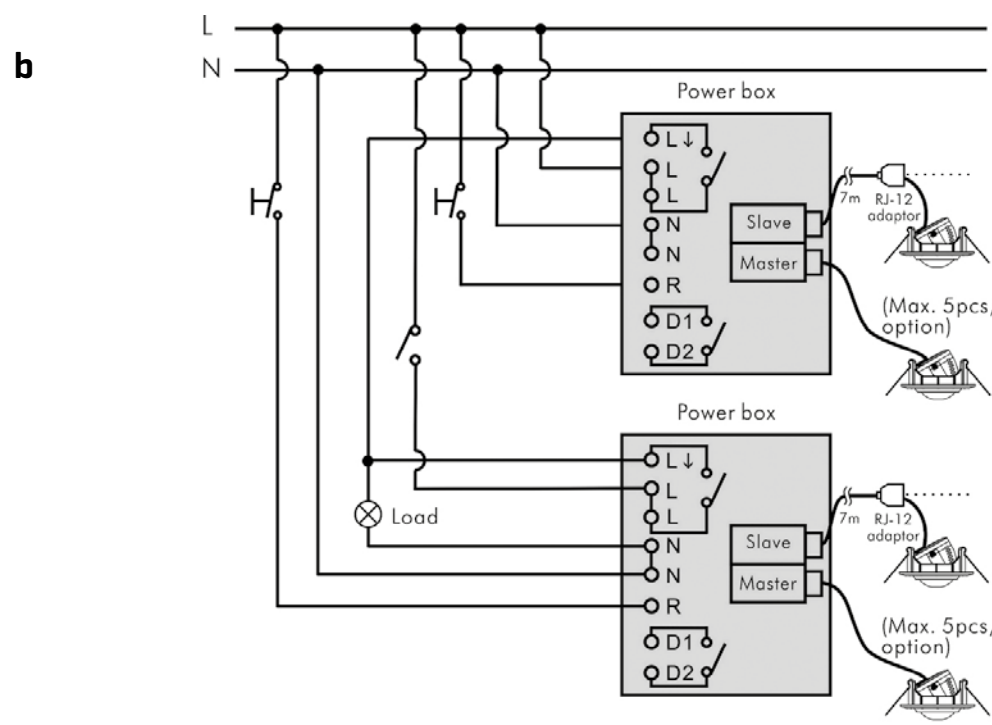 L
b
N
Power box
L ↓
L
L
N
N
R
D1
D2
Slave
Master
7m
RJ-12
adaptor
(Max. 5pcs,
option)
Power box
L ↓
L
L
N
N
R
D1
D2
Load
Slave
Master
7m
RJ-12
adaptor
(Max. 5pcs,
option)